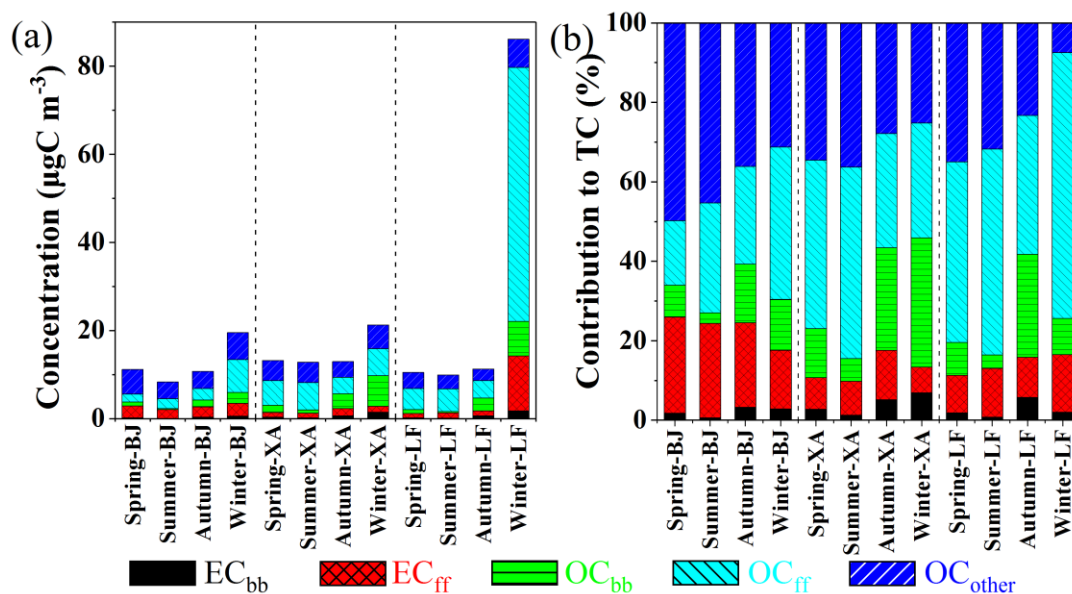 (a)
Concentration (µgC m-3)
80
60
40
20
0
Spring-BJ
Summer-BJ
Autumn-BJ
Winter-BJ
Spring-XA
Summer-XA
Autumn-XA
Winter-XA
Spring-LF
Summer-LF
Autumn-LF
Winter-LF
(b)
Contribution to TC (%)
100
80
60
40
20
0
Spring-BJ
Summer-BJ
Autumn-BJ
Winter-BJ
Spring-XA
Summer-XA
Autumn-XA
Winter-XA
Spring-LF
Summer-LF
Autumn-LF
Winter-LF
ECbb ECff OCbb OCff OCother